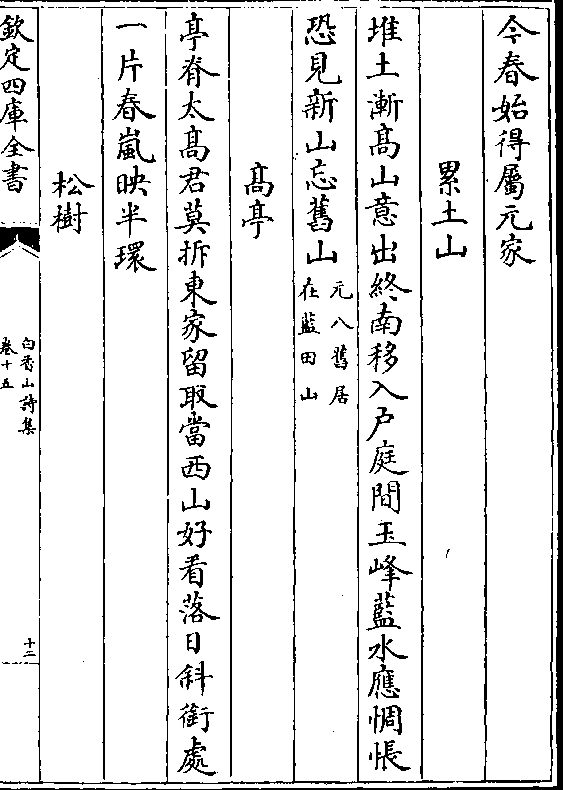 今春始得屬元家
累土山
堆土漸髙山意出終南移入户庭間玉峰藍水應惆悵
恐見新山忘舊山
元八舊居
在藍田山
髙亭
亭脊太髙君莫拆東家留取當西山好看落日斜銜處
一片春嵐映半環
松樹
欽定四庫全書
白香山詩集
卷十五
十二